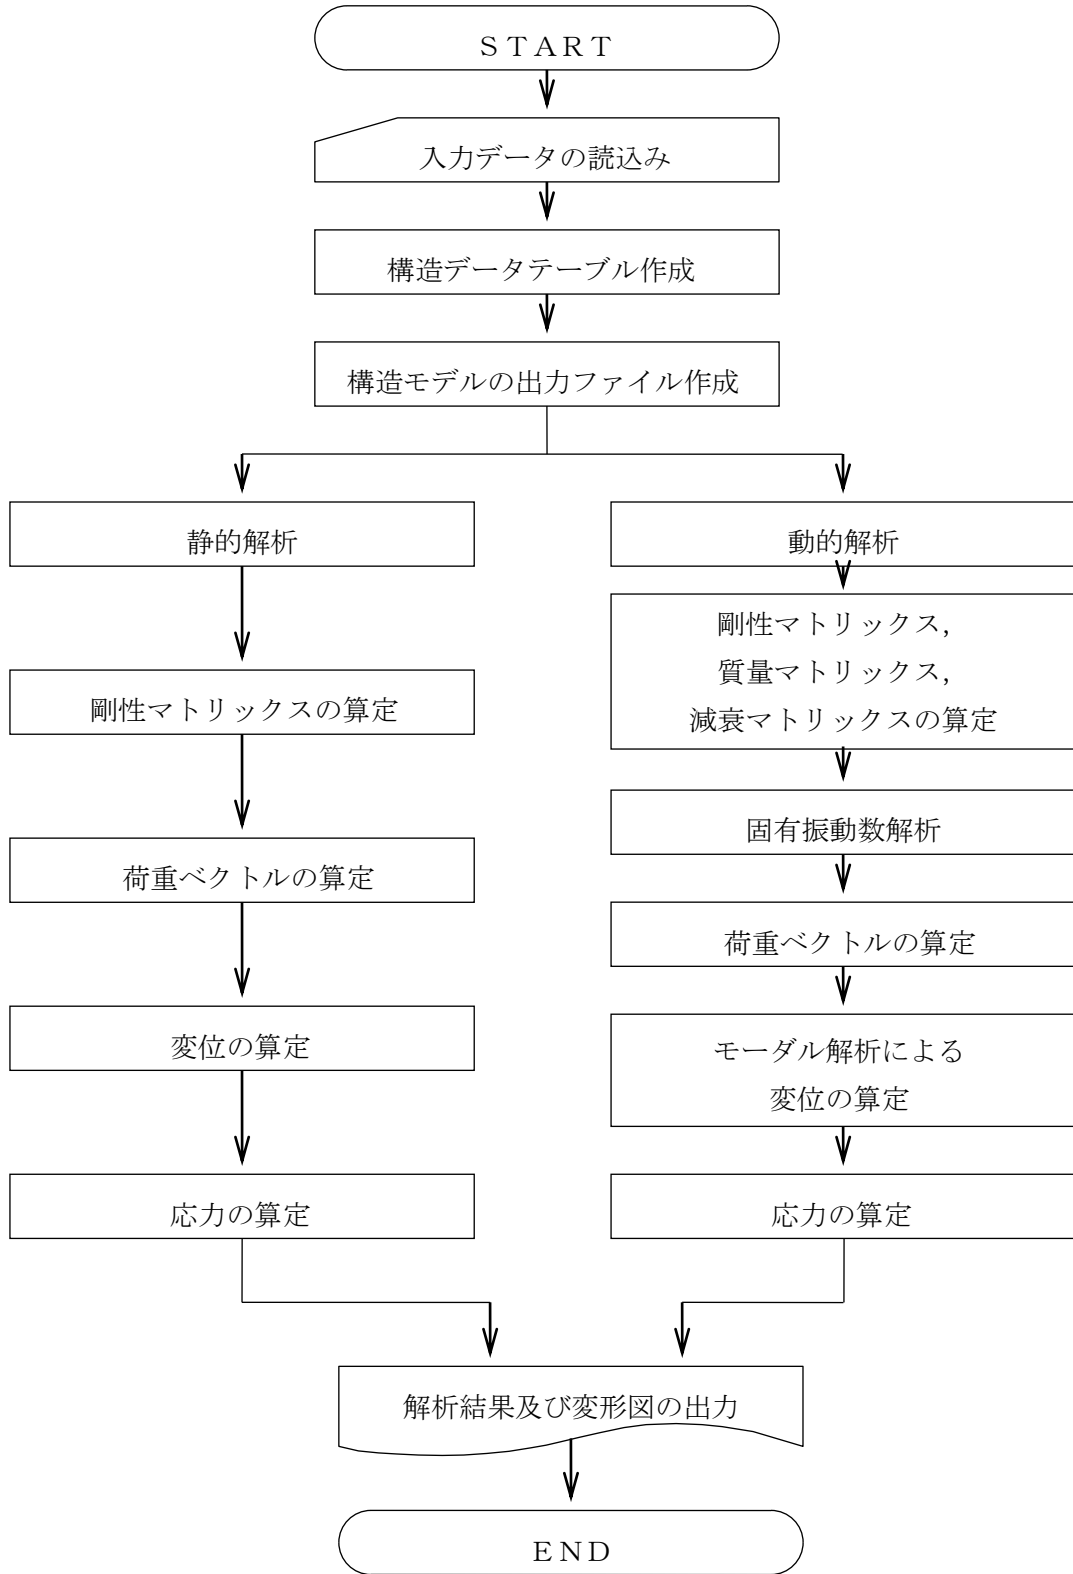 ＳＴＡＲＴ
入力データの読込み
構造データテーブル作成
構造モデルの出力ファイル作成
静的解析
剛性マトリックスの算定
荷重ベクトルの算定
変位の算定
応力の算定
動的解析
剛性マトリックス，
質量マトリックス，
減衰マトリックスの算定
固有振動数解析
荷重ベクトルの算定
モーダル解析による
変位の算定
応力の算定
解析結果及び変形図の出力
ＥＮＤ